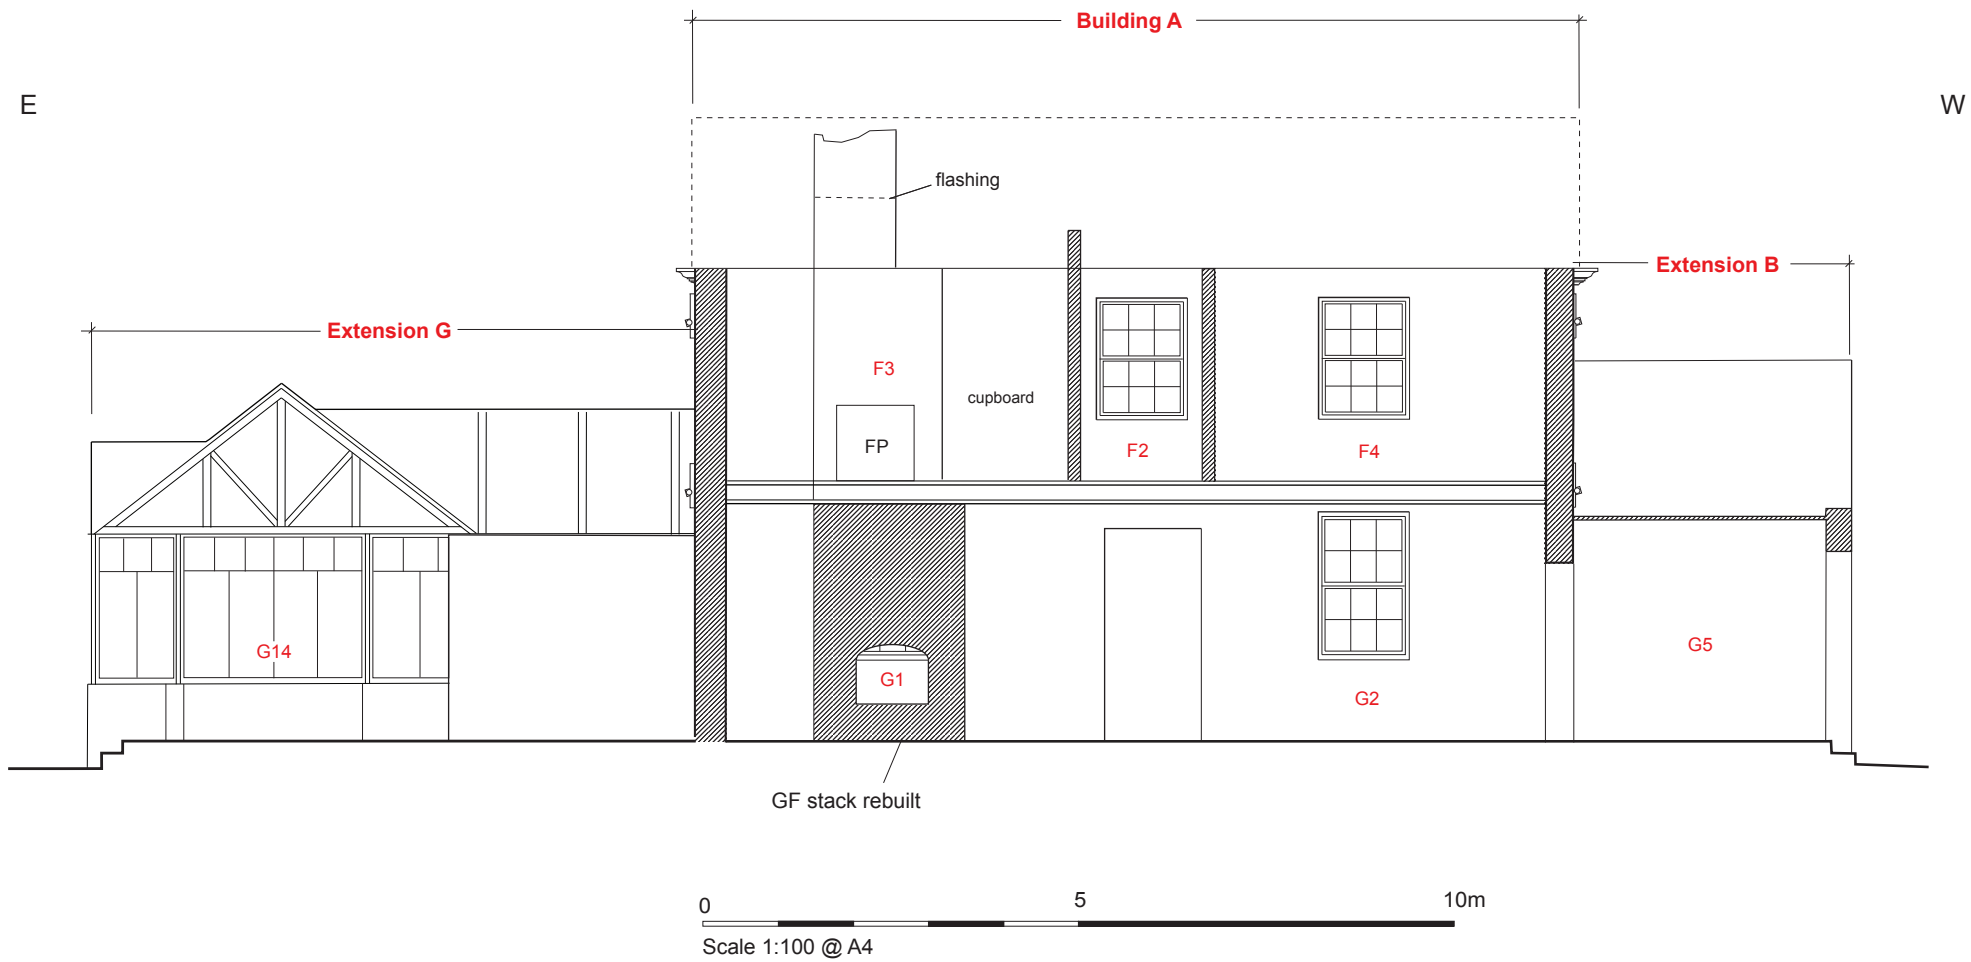 Building A
E
W
flashing
Extension B
Extension G
F3
cupboard
FP
F2
F4
G14
G1
G2
G5
GF stack rebuilt
0
5
10m
Scale 1:100 @ A4